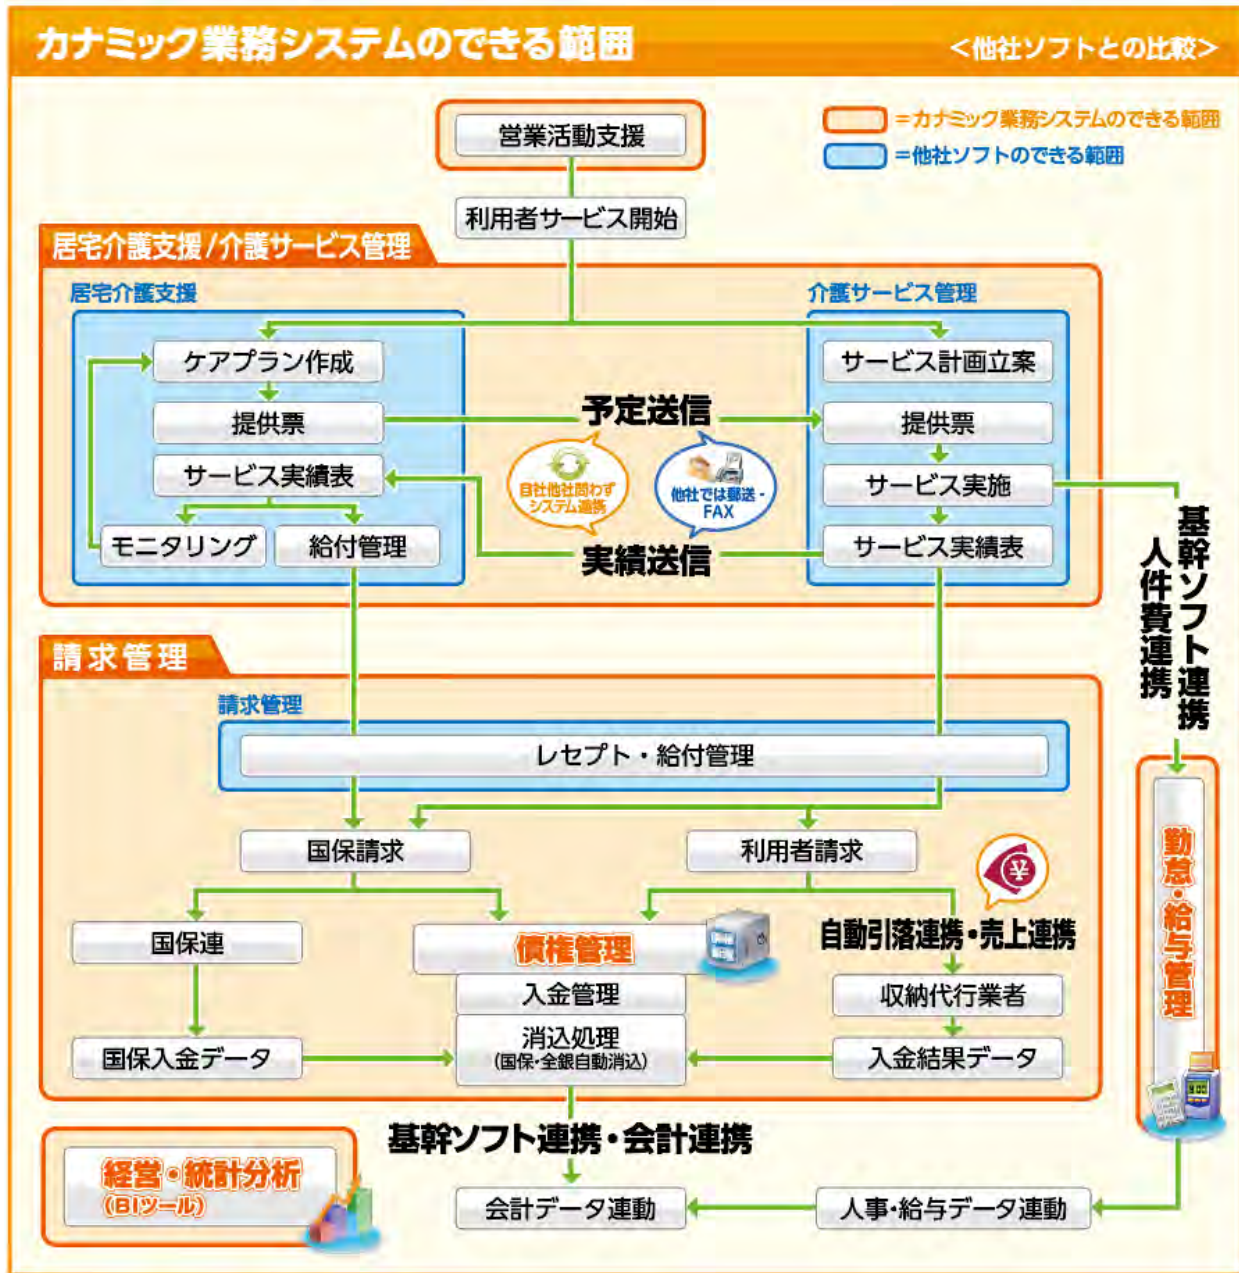 カナミック業務システムのできる範囲
<他社ソフトとの比較>
営業活動支援
=カナミック業務システムのできる範囲
=他社ソフトのできる範囲
利用者サービス開始
居宅介護支援/介護サービス管理
居宅介護支援
介護サービス管理
ケアプラン作成
サービス計画立案
提供票
予定送信
提供票
サービス実績表
自社他社問わず
システム連携
他社では郵送・
FAX
サービス実施
モニタリング
給付管理
実績送信
サービス実績表
基幹ソフト連携
人件費連携
請求管理
請求管理
レセプト・給付管理
国保請求
利用者請求
勤怠・給与管理
国保連
債権管理
自動引落連携・売上連携
入金管理
収納代行業者
国保入金データ
消込処理
(国保・全銀自動消込)
入金結果データ
基幹ソフト連携・会計連携
経営・統計分析
(BIツール)
会計データ連動
人事・給与データ連動